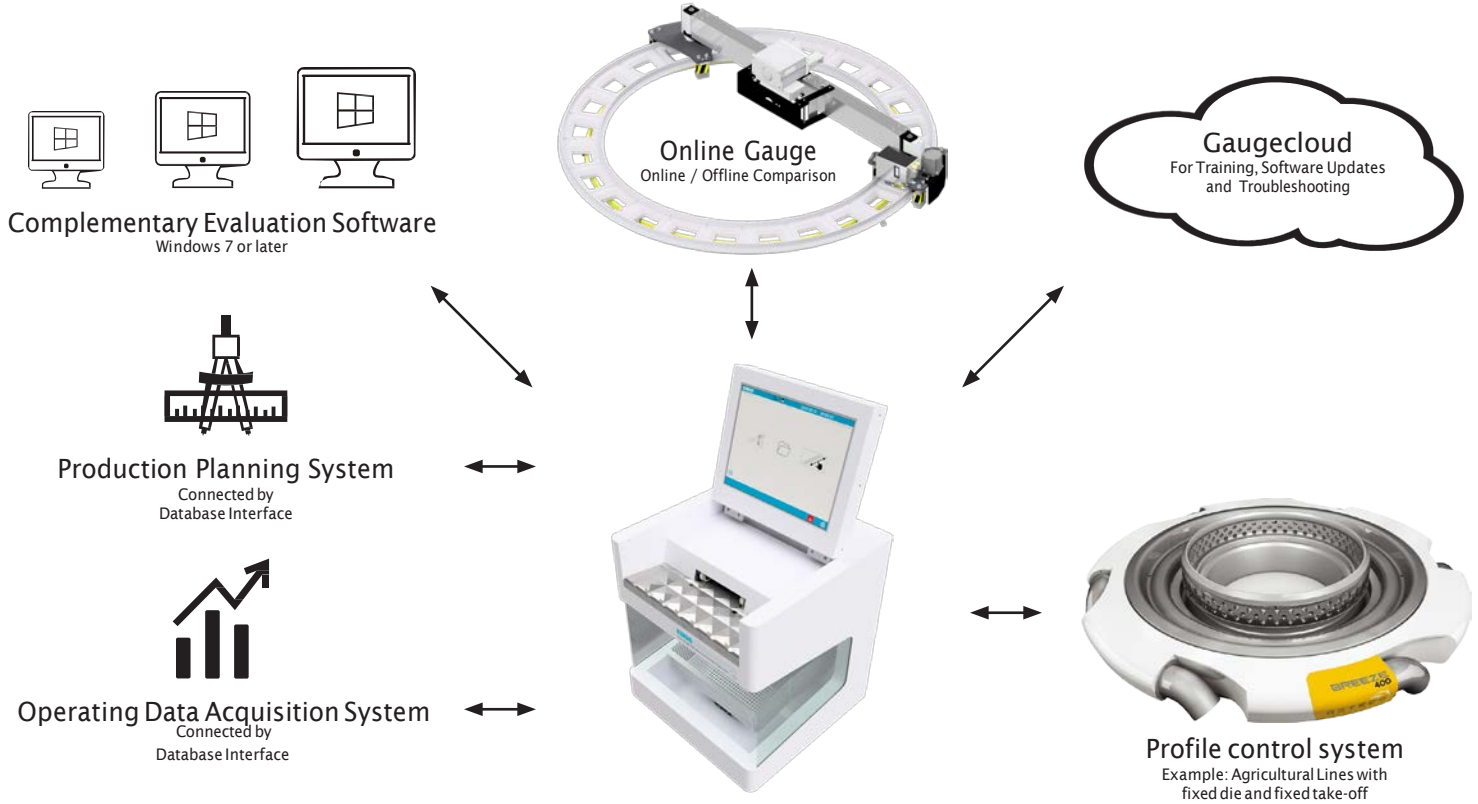 Online Gauge
Online / Offline Comparison
Gaugecloud
For Training, Software Updates
and Troubleshooting
Complementary Evaluation Software
Windows 7 or later
Production Planning System
Connected by
Database Interface
Operating Data Acquisition System
Connected by
Database Interface
BREEZE
400
Profile control system
Example: Agricultural Lines with
fixed die and fixed take-off